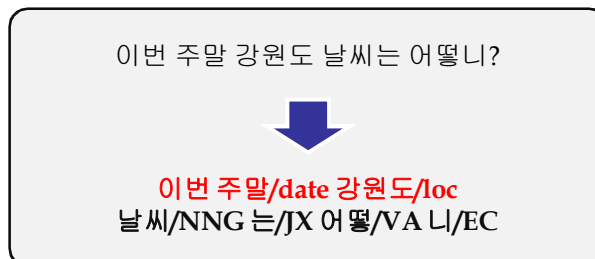 이번 주말 강원도 날씨는 어떻니?
이번 주말/date 강원도/loc
날씨/NNG 는/JX 어떻/VA 니/EC